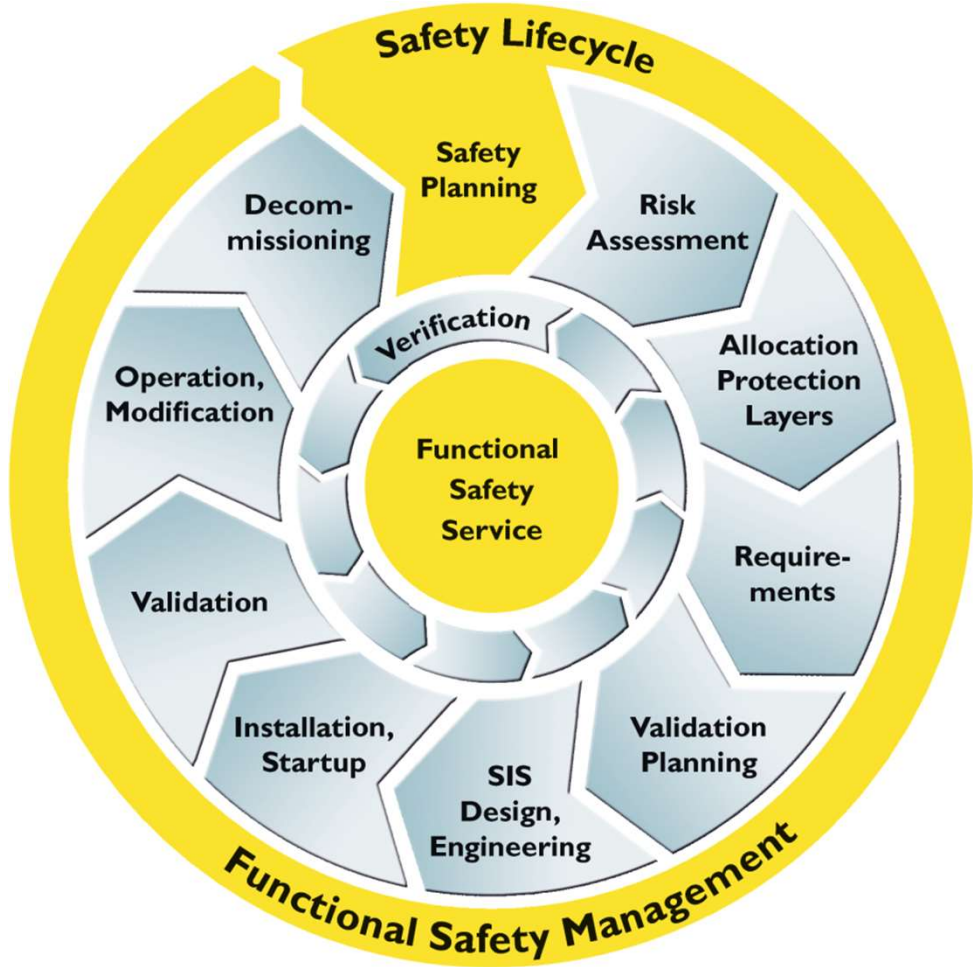 Safety Lifecycle
Safety
Planning
Risk
Assessment
Allocation
Protection
Layers
Require-
ments
Validation
Planning
SIS
Design,
Engineering
Installation,
Startup
Validation
Operation,
Modification
Decom-
missioning
Verification
Functional
Safety
Service
Functional Safety Management